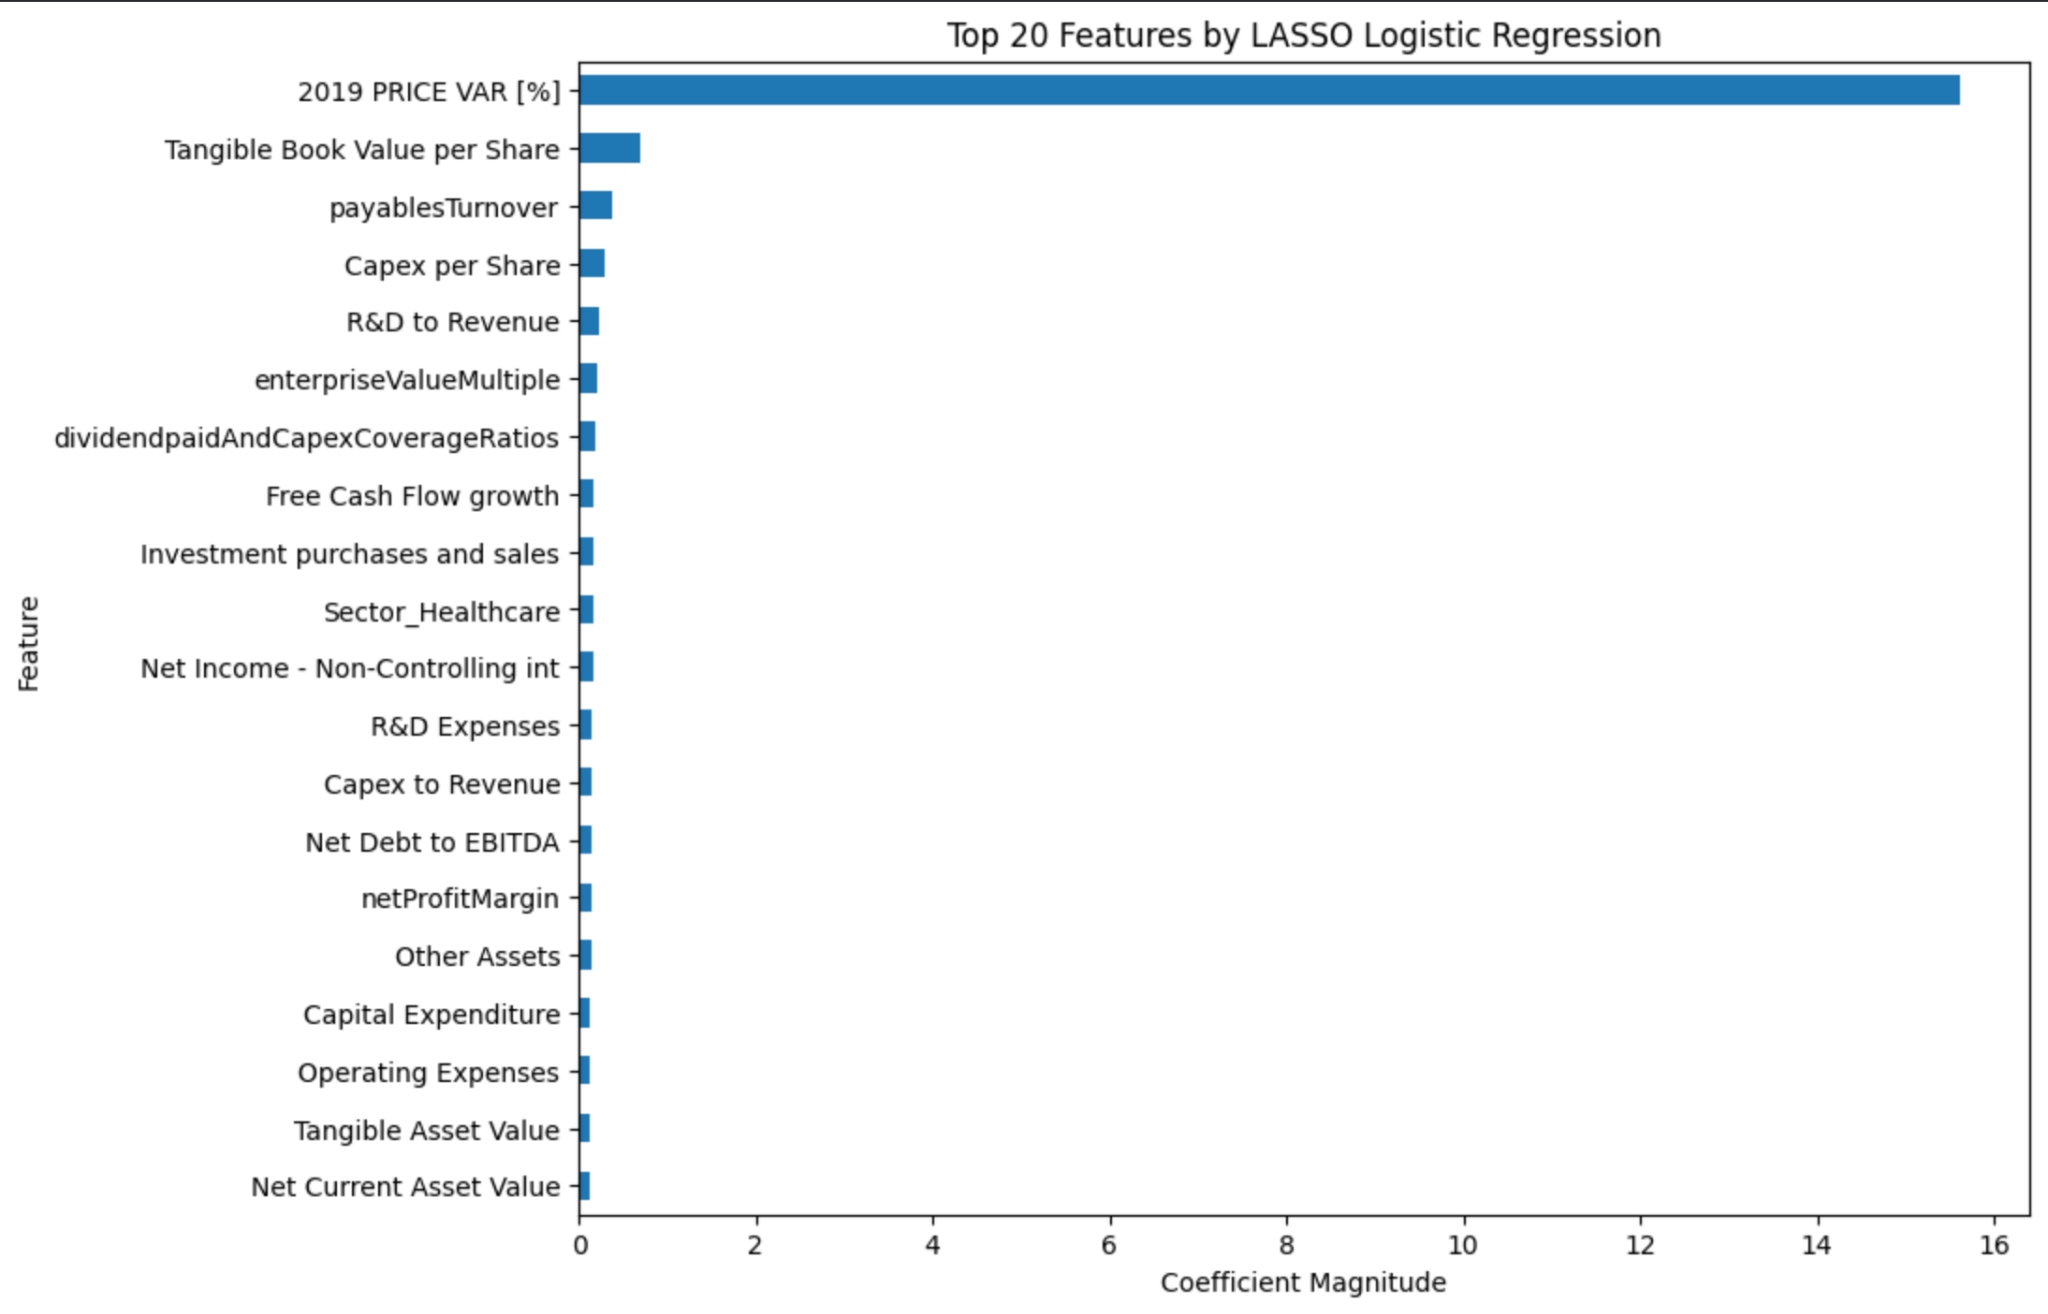 Top 20 Features by LASSO Logistic Regression
2019 PRICE VAR [%]
Tangible Book Value per Share
payablesTurnover
Capex per Share
R&D to Revenue
enterpriseValueMultiple
dividendpaidAndCapexCoverageRatios
Free Cash Flow growth
Investment purchases and sales
Sector_Healthcare
Net Income - Non-Controlling int
R&D Expenses
Capex to Revenue
Net Debt to EBITDA
netProfitMargin
Other Assets
Capital Expenditure
Operating Expenses
Tangible Asset Value
Net Current Asset Value
Feature
0 2 4 6 8 10 12 14 16
Coefficient Magnitude